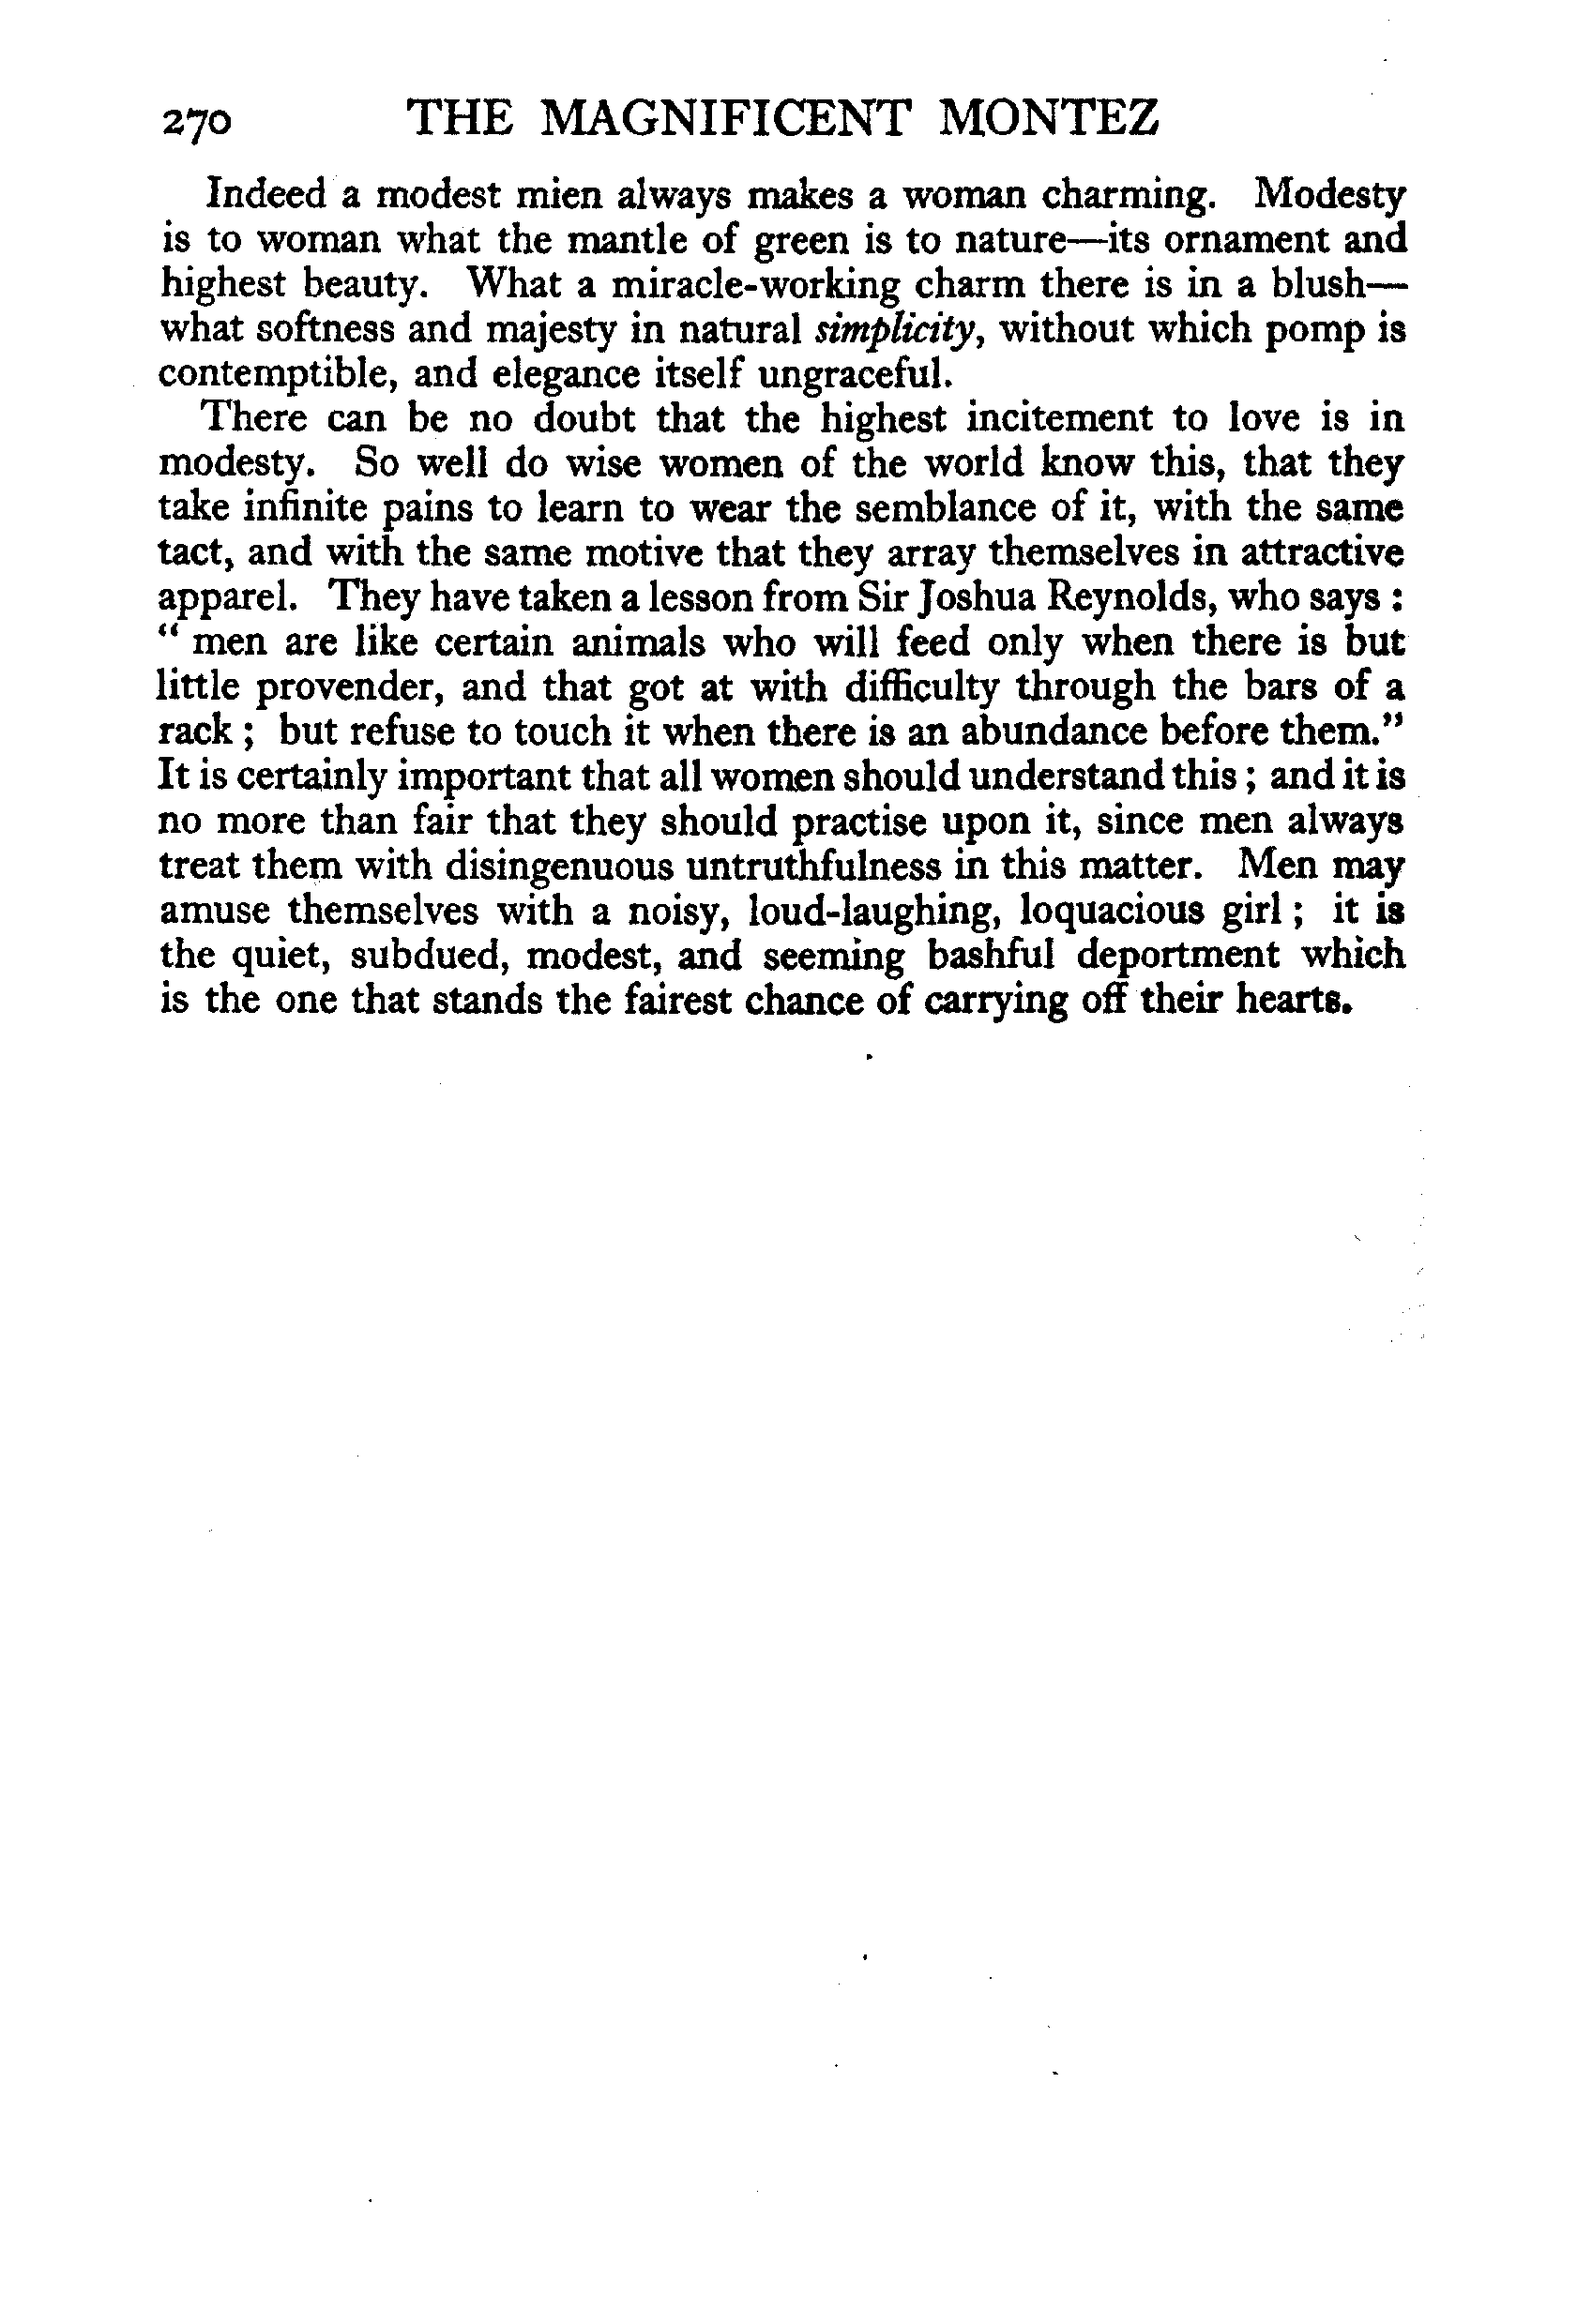 270 THE MAGNIFICENT MONTEZ
Indeed a modest mien always makes a woman charming. Modesty
is to woman what the mantle of green is to nature—its ornament and
highest beauty. What a miracle-working charm there is in a blush—
what softness and majesty in natural simplicity, without which pomp is
contemptible, and elegance itself ungraceful.
There can be no doubt that the highest incitement to love is in
modesty. So well do wise women of the world know this, that they
take infinite pains to learn to wear the semblance of it, with the same
tact, and with the same motive that they array themselves in attractive
apparel. They have taken a lesson from Sir Joshua Reynolds, who says :
“ men are like certain animals who will feed only when there is but
little provender, and that got at with difficulty through the bars of a
rack ; but refuse to touch it when there is an abundance before them.”
It is certainly important that all women should understand this ; and it is
no more than fair that they should practise upon it, since men always
treat them with disingenuous untruthfulness in this matter. Men may
amuse themselves with a noisy, loud-laughing, loquacious girl ; it is
the quiet, subdued, modest, and seeming bashful deportment which
is the one that stands the fairest chance of carrying off their hearts.